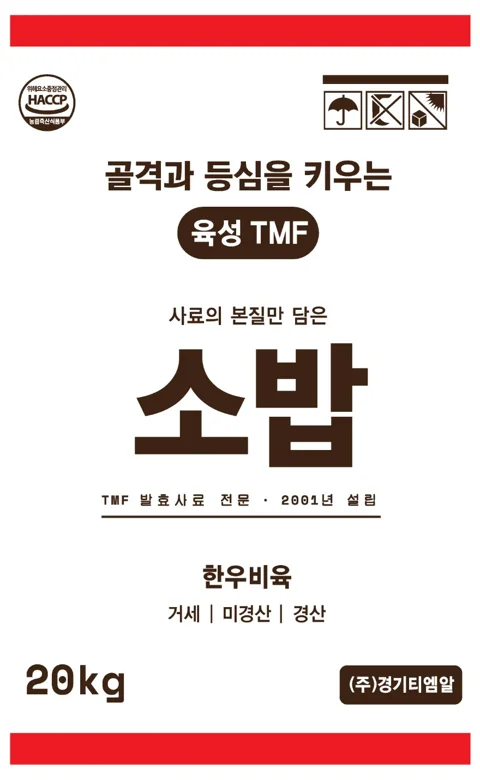 위해요소중점관리
HACCP
농림축산식품부
골격과 등심을 키우는
육성 TMF
사료의 본질만 담은
소밥
TMF 발효사료 전문 · 2001년 설립
한우비육
거세 | 미경산 | 경산
20kg
(주)경기티엠알